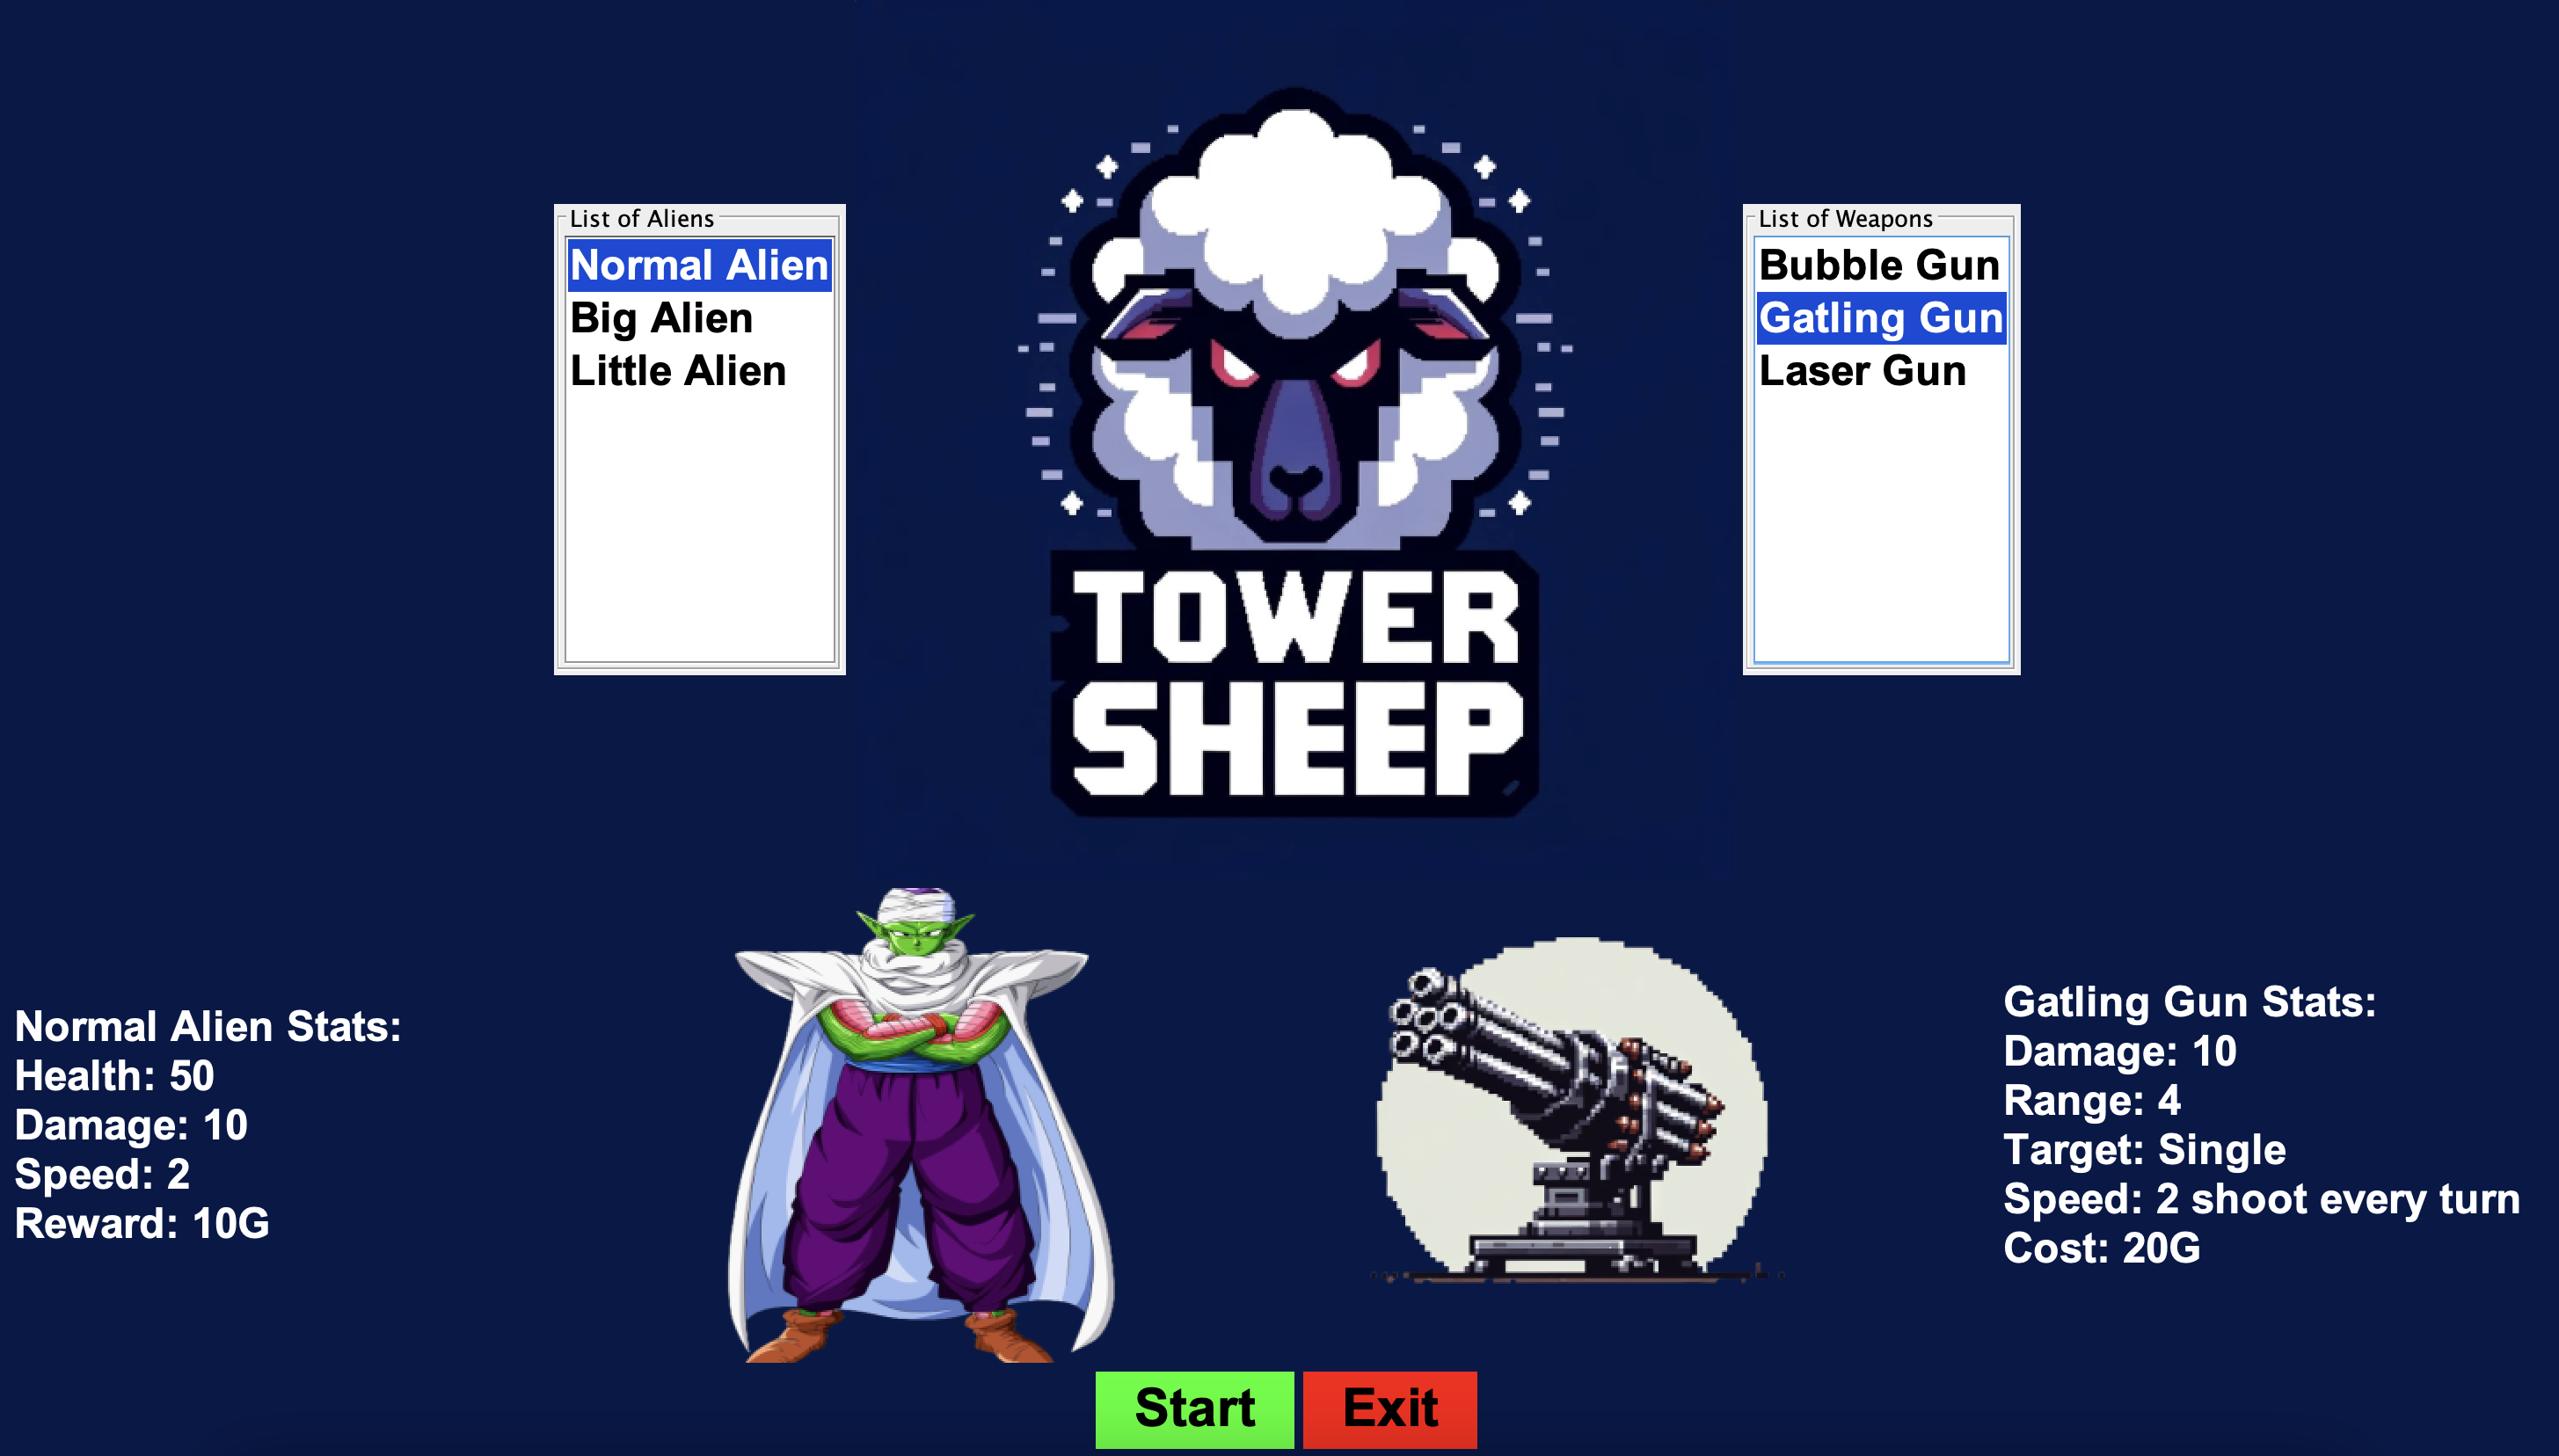 List of Aliens
Normal Alien
Big Alien
Little Alien
TOWER
SHEEP
List of Weapons
Bubble Gun
Gatling Gun
Laser Gun
Normal Alien Stats:
Health: 50
Damage: 10
Speed: 2
Reward: 10G
Gatling Gun Stats:
Damage: 10
Range: 4
Target: Single
Speed: 2 shoot every turn
Cost: 20G
Start
Exit